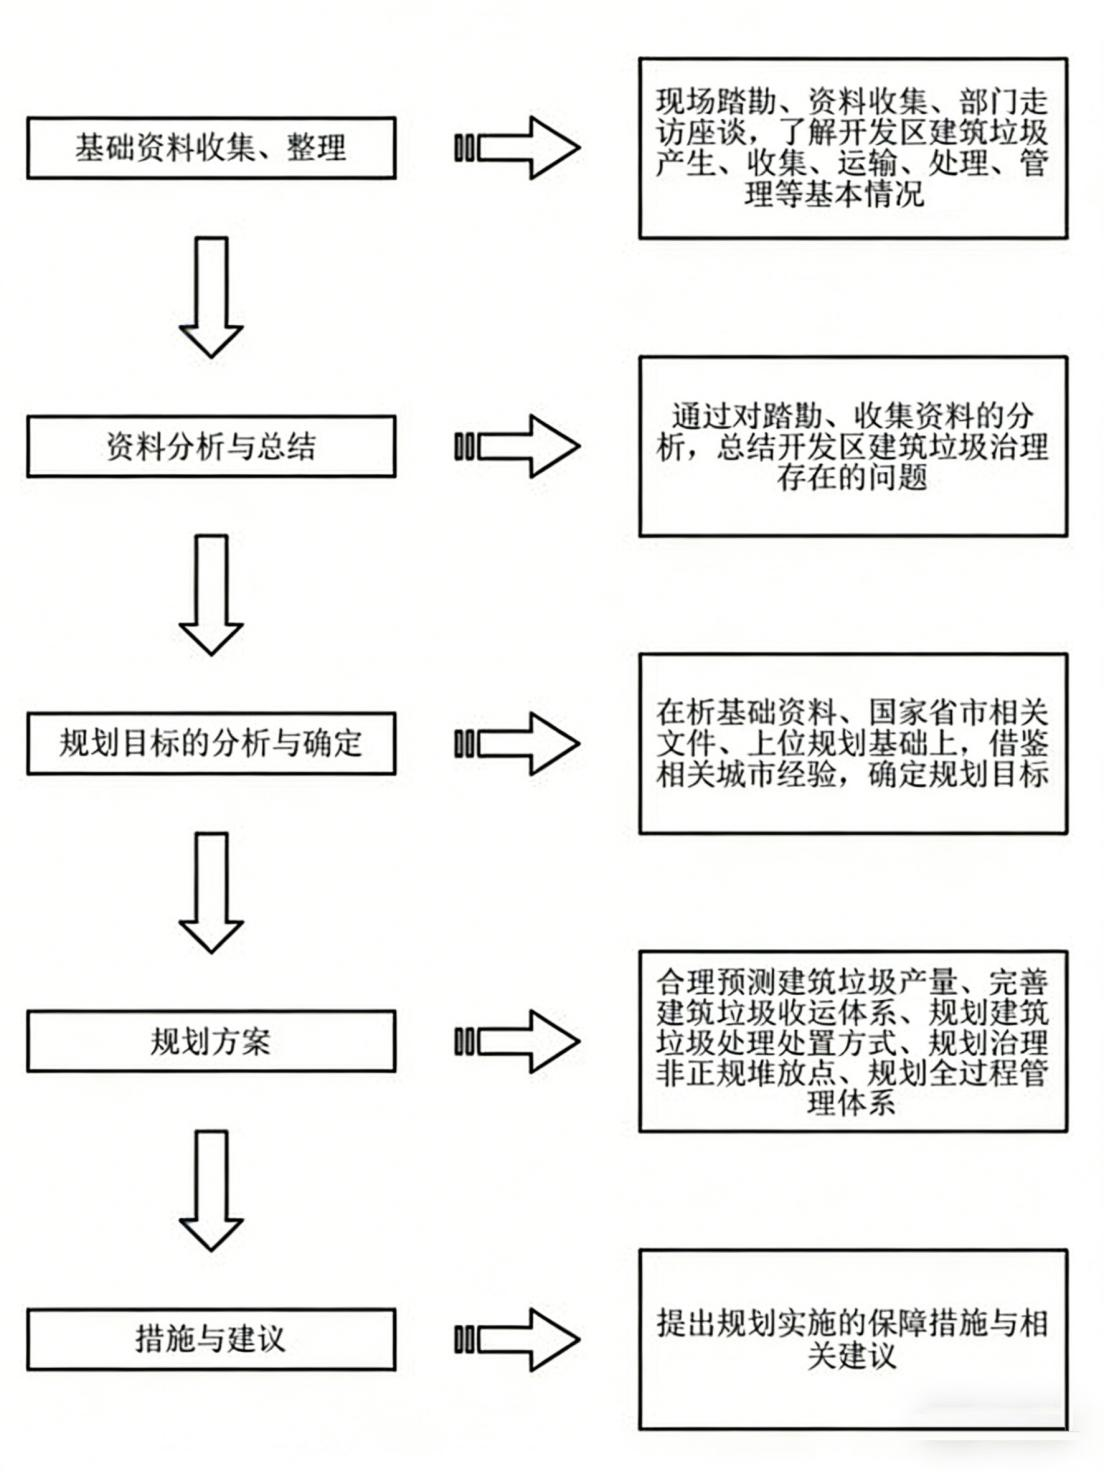 基础资料收集、整理
现场踏勘、资料收集、部门走
访座谈，了解开发区建筑垃圾
产生、收集、运输、处理、管
理等基本情况
资料分析与总结
通过对踏勘、收集资料的分
析，总结开发区建筑垃圾治理
存在的问题
规划目标的分析与确定
在析基础资料、国家省市相关
文件、上位规划基础上，借鉴
相关城市经验，确定规划目标
规划方案
合理预测建筑垃圾产量、完善
建筑垃圾收运体系、规划建筑
垃圾处理处置方式、规划治理
非正规堆放点、规划全过程管
理体系
措施与建议
提出规划实施的保障措施与相
关建议